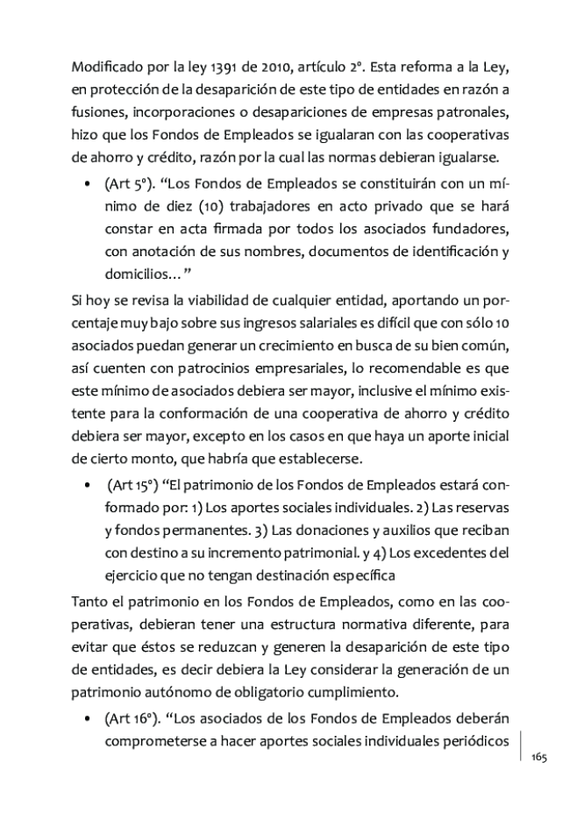 Modificado por la ley 1391 de 2010, artículo 2º. Esta reforma a la Ley,
en protección de la desaparición de este tipo de entidades en razón a
fusiones, incorporaciones o desapariciones de empresas patronales,
hizo que los Fondos de Empleados se igualaran con las cooperativas
de ahorro y crédito, razón por la cual las normas debieran igualarse.
• (Art 5º). “Los Fondos de Empleados se constituirán con un mí-
nimo de diez (10) trabajadores en acto privado que se hará
constar en acta firmada por todos los asociados fundadores,
con anotación de sus nombres, documentos de identificación y
domicilios…”
Si hoy se revisa la viabilidad de cualquier entidad, aportando un por-
centaje muy bajo sobre sus ingresos salariales es difícil que con sólo 10
asociados puedan generar un crecimiento en busca de su bien común,
así cuenten con patrocinios empresariales, lo recomendable es que
este mínimo de asociados debiera ser mayor, inclusive el mínimo exis-
tente para la conformación de una cooperativa de ahorro y crédito
debiera ser mayor, excepto en los casos en que haya un aporte inicial
de cierto monto, que habría que establecerse.
• (Art 15º) “El patrimonio de los Fondos de Empleados estará con-
formado por: 1) Los aportes sociales individuales. 2) Las reservas
y fondos permanentes. 3) Las donaciones y auxilios que reciban
con destino a su incremento patrimonial. y 4) Los excedentes del
ejercicio que no tengan destinación específica
Tanto el patrimonio en los Fondos de Empleados, como en las coo-
perativas, debieran tener una estructura normativa diferente, para
evitar que éstos se reduzcan y generen la desaparición de este tipo
de entidades, es decir debiera la Ley considerar la generación de un
patrimonio autónomo de obligatorio cumplimiento.
• (Art 16º). “Los asociados de los Fondos de Empleados deberán
comprometerse a hacer aportes sociales individuales periódicos
165